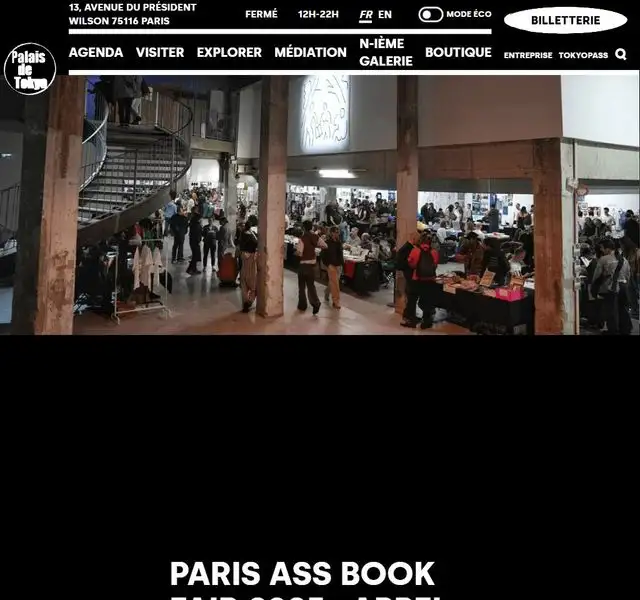 13, AVENUE DU PRÉSIDENT
WILSON 75116 PARIS
FERMÉ
12H-22H
FR EN
MODE ÉCO
BILLETTERIE
Palais
de
Tokyo
AGENDA
VISITER
EXPLORER
MÉDIATION
N-IÈME
GALERIE
BOUTIQUE
ENTREPRISE
TOKYOPASS
PARIS ASS BOOK